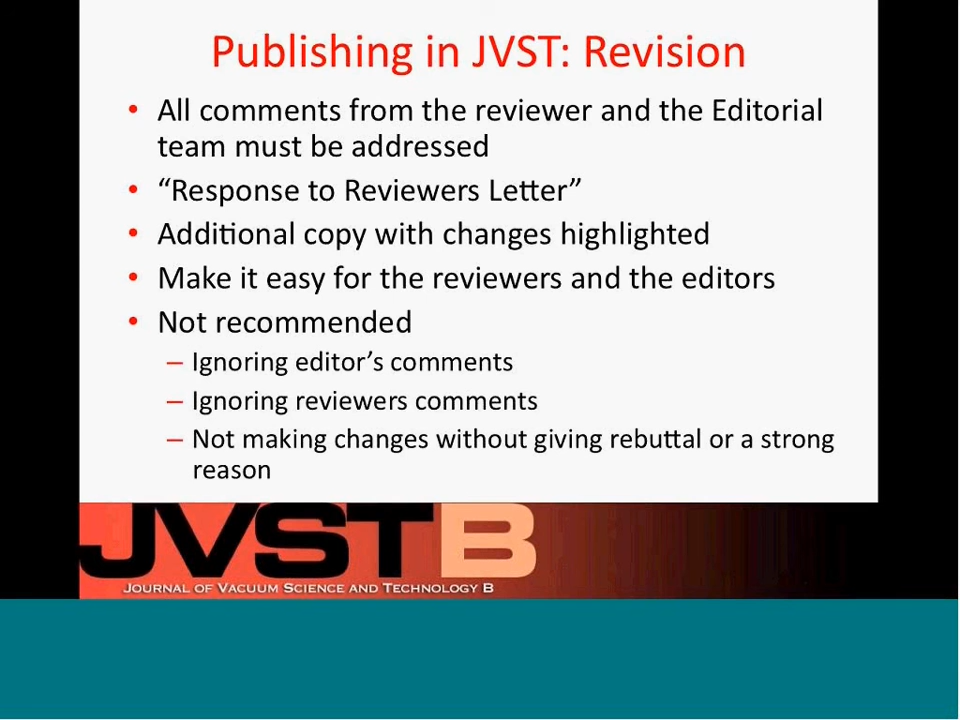 Publishing in JVST: Revision
• All comments from the reviewer and the Editorial
team must be addressed
• “Response to Reviewers Letter”
• Additional copy with changes highlighted
• Make it easy for the reviewers and the editors
• Not recommended
– Ignoring editor’s comments
– Ignoring reviewers comments
– Not making changes without giving rebuttal or a strong
reason
JVSTB
JOURNAL OF VACUUM SCIENCE AND TECHNOLOGY B